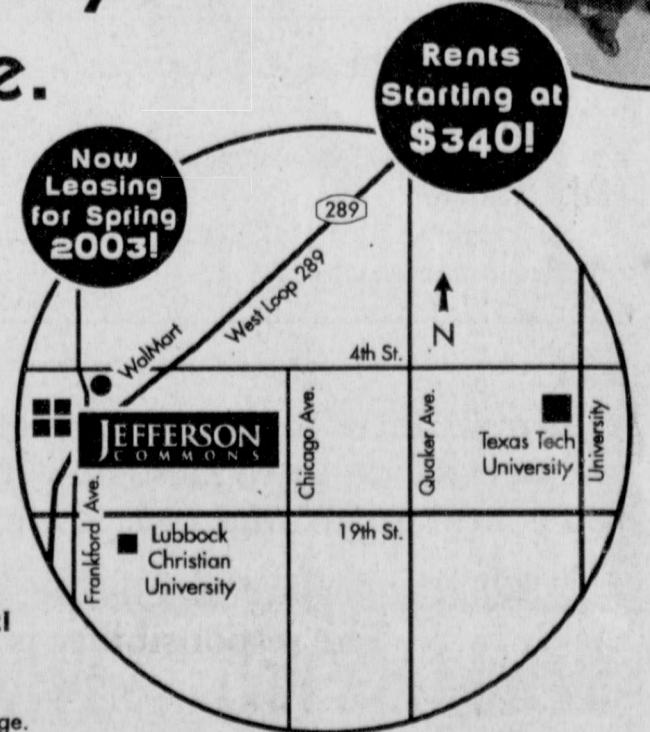 e.
Rents
Starting at
$340!
Now
Leasing
for Spring
2003!
289
West Loop 289
WalMart
N
4th St.
JEFFERSON
COMMONS
Chicago Ave.
Quaker Ave.
Texas Tech
University
University
Frankford Ave.
19th St.
Lubbock
Christian
University
ge.